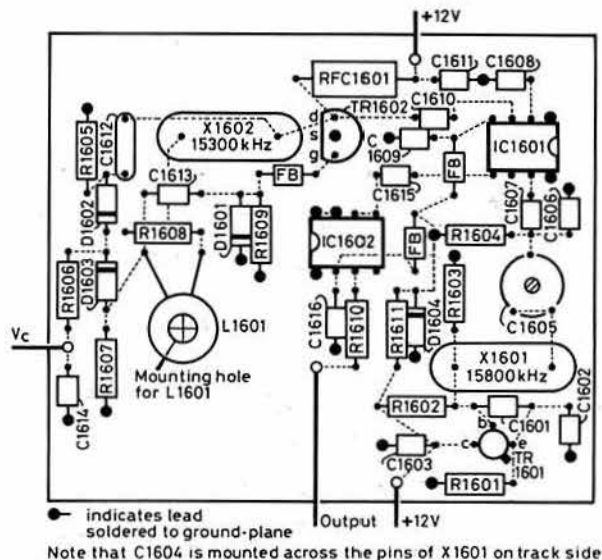 +12V
C1611 C1608
RFC1601
C1610
TR1602
d
s
g
R1605
C1612
X1602
15300kHz
C
1609
IC1601
C1613
FB
FB
C1615
C1607
C1606
D1602
R1608
D1601
R1609
IC1602
FB
R1604
R1606
D1603
R1603
L1601
C1616
R1610
R1611
D1604
C1605
Vc
R1607
Mounting hole
for L1601
X1601
15800kHz
C1602
C1614
R1602
C1601
b
c
e
TR
1601
C1603
R1601
indicates lead
soldered to ground-plane
Output
+12V
Note that C1604 is mounted across the pins of X1601 on track side